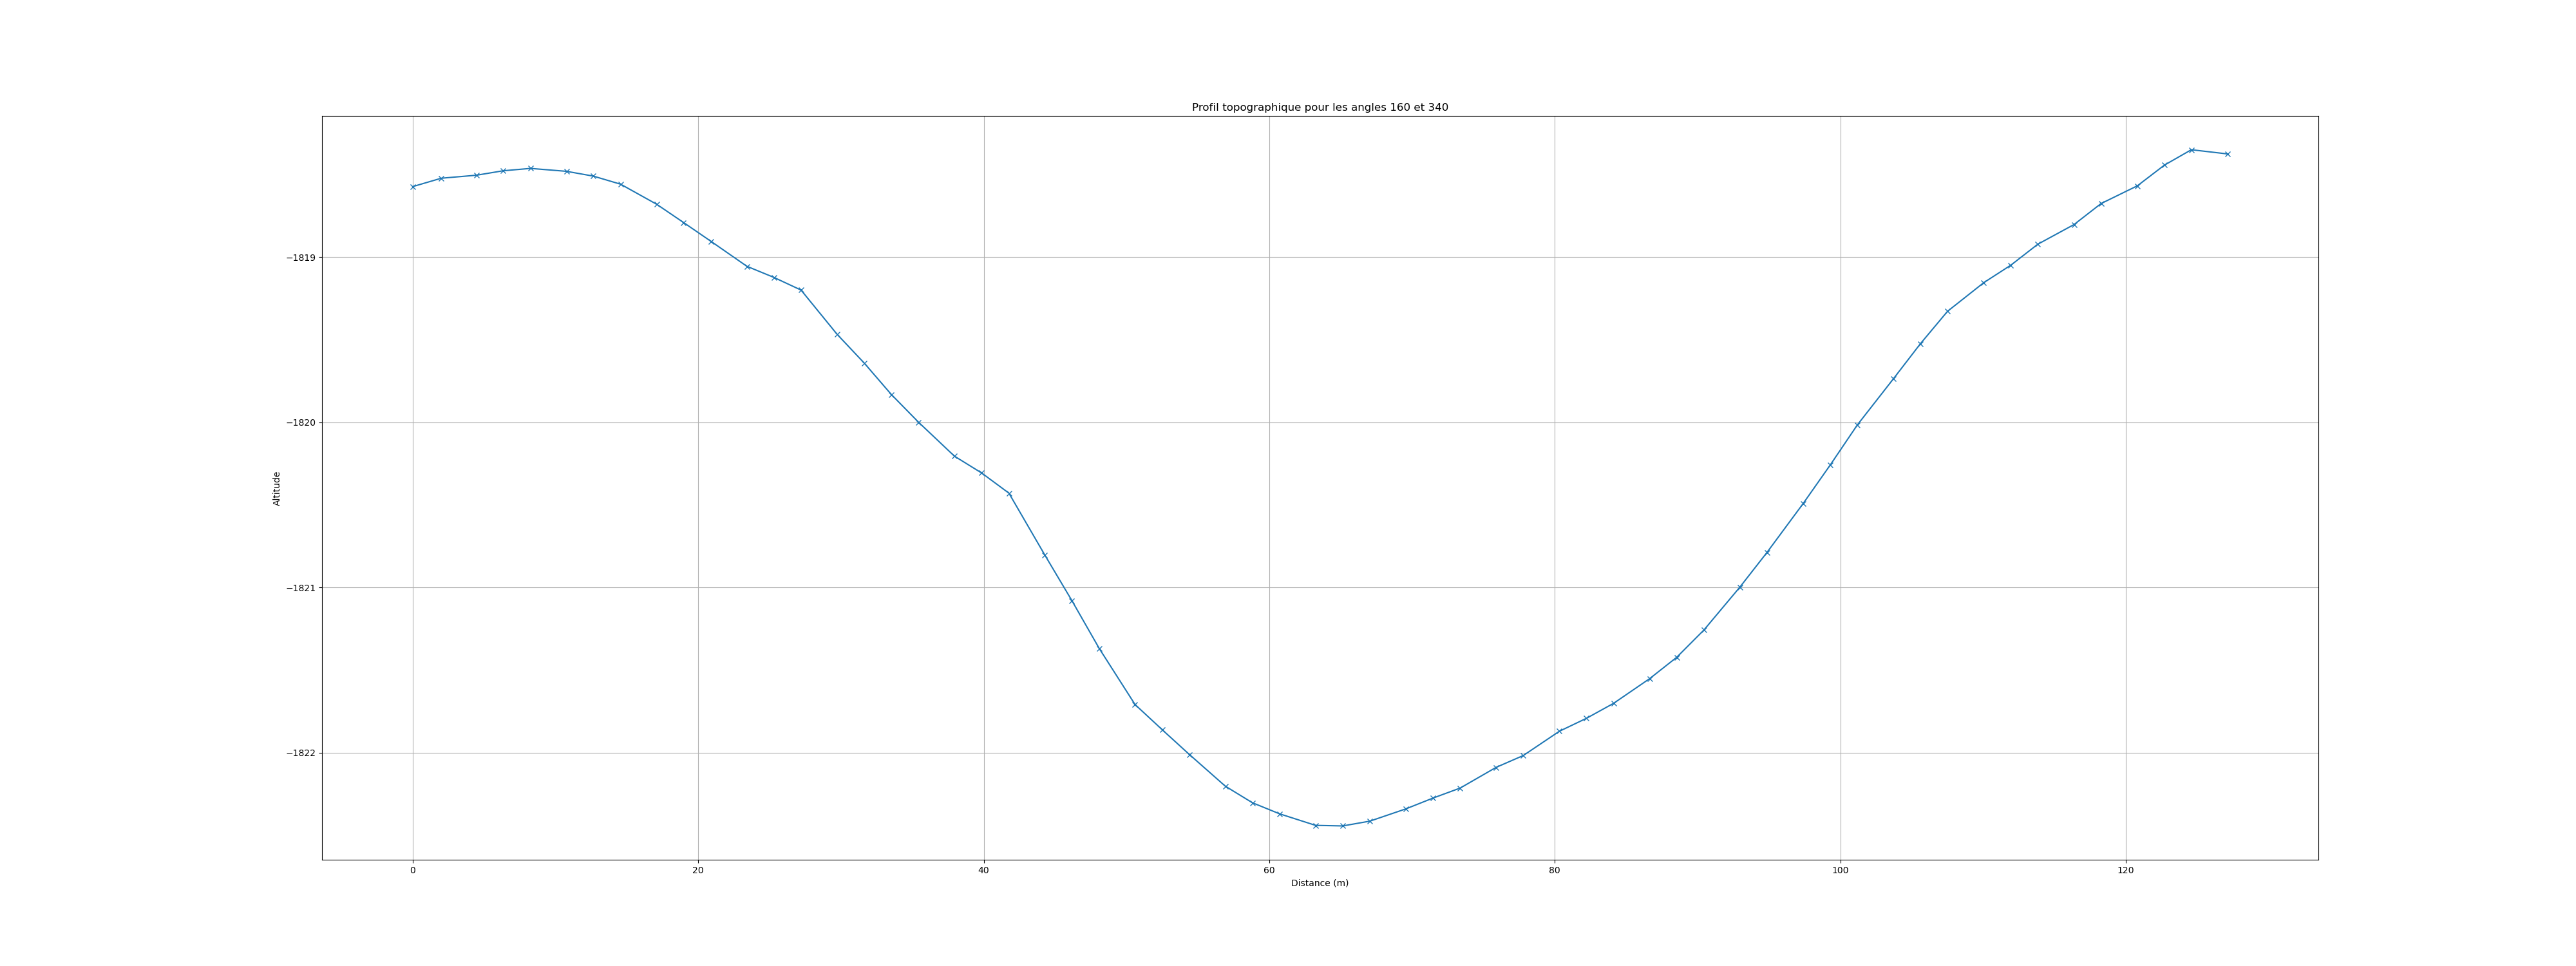 Profil topographique pour les angles 160 et 340
−1819
−1820
−1821
−1822
Altitude
0 20 40 60 80 100 120
Distance (m)